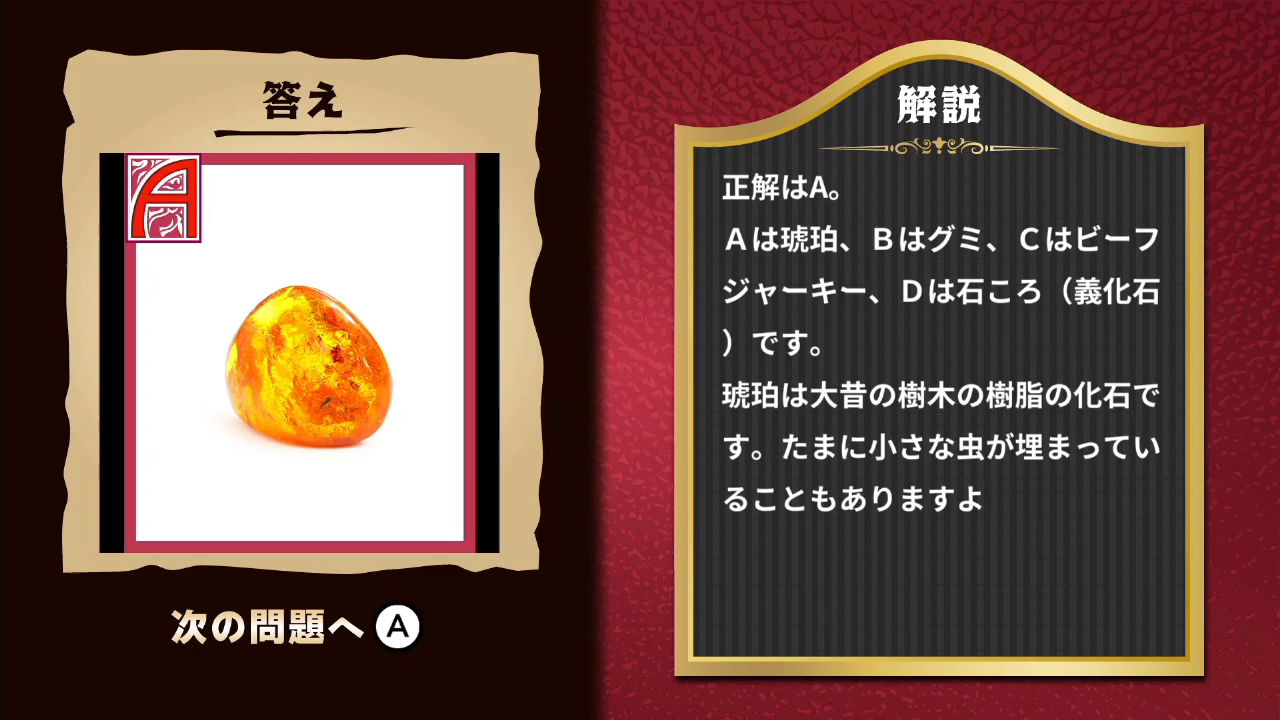 答え
A
次の問題へ A
解説
正解はA。
Aは琥珀、Bはグミ、Cはビーフ
ジャーキー、Dは石ころ（義化石
）です。
琥珀は大昔の樹木の樹脂の化石で
す。たまに小さな虫が埋まってい
ることもありますよ